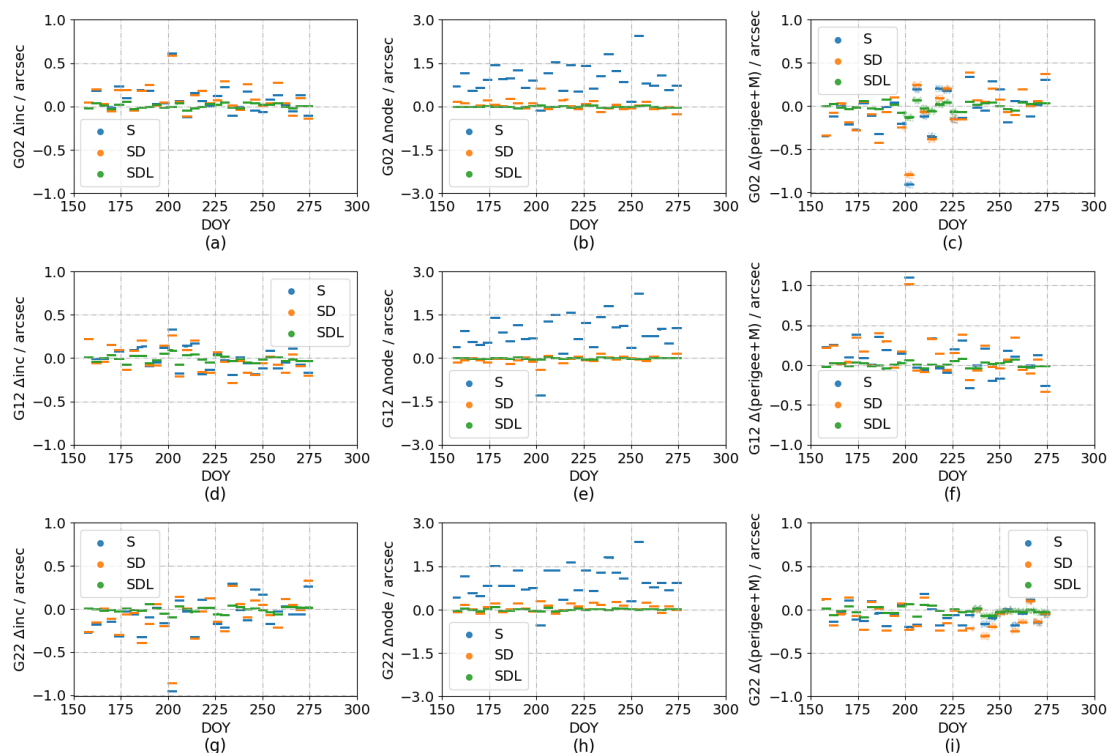 G02 Δinc / arcsec
1.0
0.5
0.0
−0.5
−1.0
S
SD
SDL
150 175 200 225 250 275 300
DOY
(a)
G02 Δnode / arcsec
3.0
1.5
0.0
−1.5
−3.0
S
SD
SDL
150 175 200 225 250 275 300
DOY
(b)
G02 Δ(perigee+M) / arcsec
1.0
0.5
0.0
−0.5
−1.0
S
SD
SDL
150 175 200 225 250 275 300
DOY
(c)
G12 Δinc / arcsec
1.0
0.5
0.0
−0.5
−1.0
S
SD
SDL
150 175 200 225 250 275 300
DOY
(d)
G12 Δnode / arcsec
3.0
1.5
0.0
−1.5
−3.0
S
SD
SDL
150 175 200 225 250 275 300
DOY
(e)
G12 Δ(perigee+M) / arcsec
1.0
0.5
0.0
−0.5
−1.0
S
SD
SDL
150 175 200 225 250 275 300
DOY
(f)
G22 Δinc / arcsec
1.0
0.5
0.0
−0.5
−1.0
S
SD
SDL
150 175 200 225 250 275 300
DOY
(g)
G22 Δnode / arcsec
3.0
1.5
0.0
−1.5
−3.0
S
SD
SDL
150 175 200 225 250 275 300
DOY
(h)
G22 Δ(perigee+M) / arcsec
1.0
0.5
0.0
−0.5
−1.0
S
SD
SDL
150 175 200 225 250 275 300
DOY
(i)